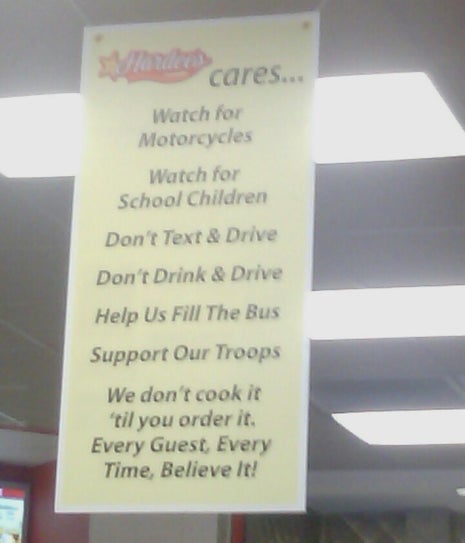 Hardee's cares...
Watch for
Motorcycles
Watch for
School Children
Don't Text & Drive
Don't Drink & Drive
Help Us Fill The Bus
Support Our Troops
We don't cook it
'til you order it.
Every Guest, Every
Time, Believe It!